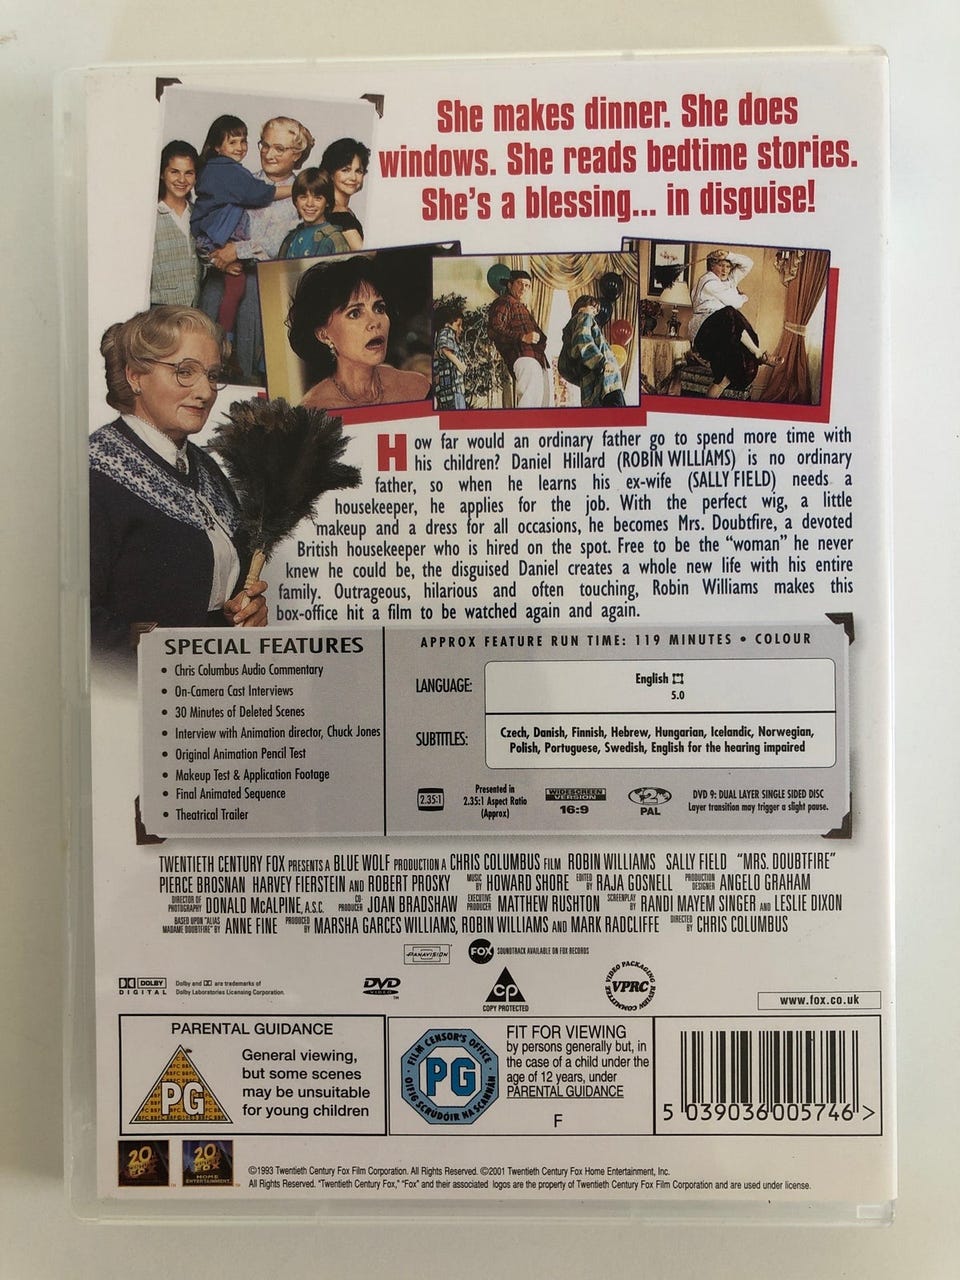 She makes dinner. She does
windows. She reads bedtime stories.
She's a blessing... in disguise!
How far would an ordinary father go to spend more time with
his children? Daniel Hillard (ROBIN WILLIAMS) is no ordinary
father, so when he learns his ex-wife (SALLY FIELD) needs a
housekeeper, he applies for the job. With the perfect wig, a little
makeup and a dress for all occasions, he becomes Mrs. Doubtfire, a devoted
British housekeeper who is hired on the spot. Free to be the “woman” he never
knew he could be, the disguised Daniel creates a whole new life with his entire
family. Outrageous, hilarious and often touching, Robin Williams makes this
box-office hit a film to be watched again and again.
SPECIAL FEATURES
• Chris Columbus Audio Commentary
• On-Camera Cast Interviews
• 30 Minutes of Deleted Scenes
• Interview with Animation director, Chuck Jones
• Original Animation Pencil Test
• Makeup Test & Application Footage
• Final Animated Sequence
• Theatrical Trailer
APPROX FEATURE RUN TIME: 119 MINUTES • COLOUR
LANGUAGE:
English
5.0
SUBTITLES:
Czech, Danish, Finnish, Hebrew, Hungarian, Icelandic, Norwegian,
Polish, Portuguese, Swedish, English for the hearing impaired
2.35:1
Presented in
2.35:1 Aspect Ratio
(Approx)
WIDESCREEN
VERSION
16:9
2
PAL
DVD 9: DUAL LAYER SINGLE SIDED DISC
Layer transition may trigger a slight pause.
TWENTIETH CENTURY FOX PRESENTS A BLUE WOLF PRODUCTION A CHRIS COLUMBUS FILM ROBIN WILLIAMS SALLY FIELD "MRS. DOUBTFIRE"
PIERCE BROSNAN HARVEY FIERSTEIN AND ROBERT PROSKY MUSIC BY HOWARD SHORE EDITED BY RAJA GOSNELL PRODUCTION DESIGNER ANGELO GRAHAM
DIRECTOR OF PHOTOGRAPHY DONALD McALPINE, A.S.C. CO-PRODUCER JOAN BRADSHAW EXECUTIVE PRODUCER MATTHEW RUSHTON SCREENPLAY BY RANDI MAYEM SINGER AND LESLIE DIXON
BASED UPON "ALIAS MADAME DOUBTFIRE" BY ANNE FINE PRODUCED BY MARSHA GARCES WILLIAMS, ROBIN WILLIAMS AND MARK RADCLIFFE DIRECTED BY CHRIS COLUMBUS
PANAVISION
FOX
SOUNDTRACK AVAILABLE ON FOX RECORDS
DOLBY
DIGITAL
Dolby and are trademarks of
Dolby Laboratories Licensing Corporation.
DVD
VIDEO
TM
CP
COPY PROTECTED
VIDEO PACKAGING REVIEW COMMITTEE
VPRC
www.fox.co.uk
PARENTAL GUIDANCE
PG
General viewing,
but some scenes
may be unsuitable
for young children
FILM CENSOR'S OFFICE
PG
OIFIG SCRÚDÓIR NA SCANNÁN
FIT FOR VIEWING
by persons generally but, in
the case of a child under the
age of 12 years, under
PARENTAL GUIDANCE
F
5 039036 005746 >
20TH CENTURY FOX
20TH CENTURY FOX
HOME
ENTERTAINMENT
©1993 Twentieth Century Fox Film Corporation. All Rights Reserved. ©2001 Twentieth Century Fox Home Entertainment, Inc.
All Rights Reserved. "Twentieth Century Fox," "Fox" and their associated logos are the property of Twentieth Century Fox Film Corporation and are used under license.